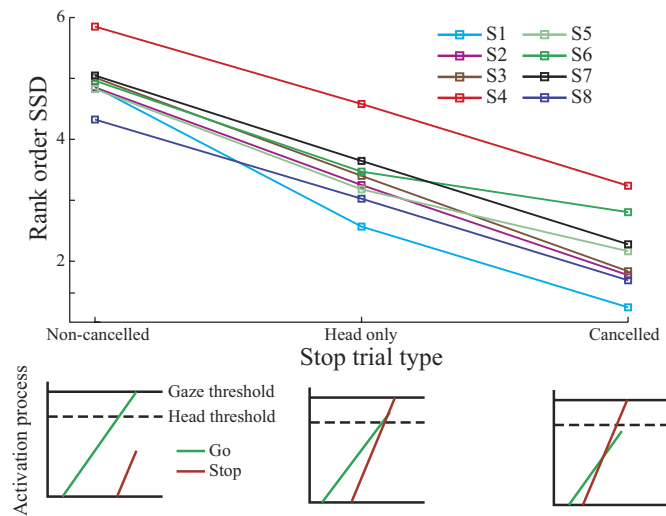 6
4
2
Rank order SSD
S1
S2
S3
S4
S5
S6
S7
S8
Non-cancelled
Head only
Cancelled
Stop trial type
Activation process
Gaze threshold
Head threshold
Go
Stop